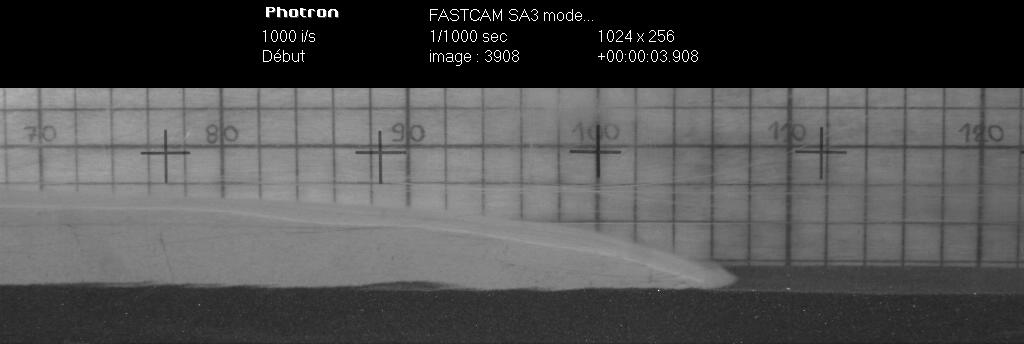 Photron
FASTCAM SA3 mode...
1000 i/s
1/1000 sec
1024 x 256
Début
image : 3908
+00:00:03.908
70
80
90
100
110
120